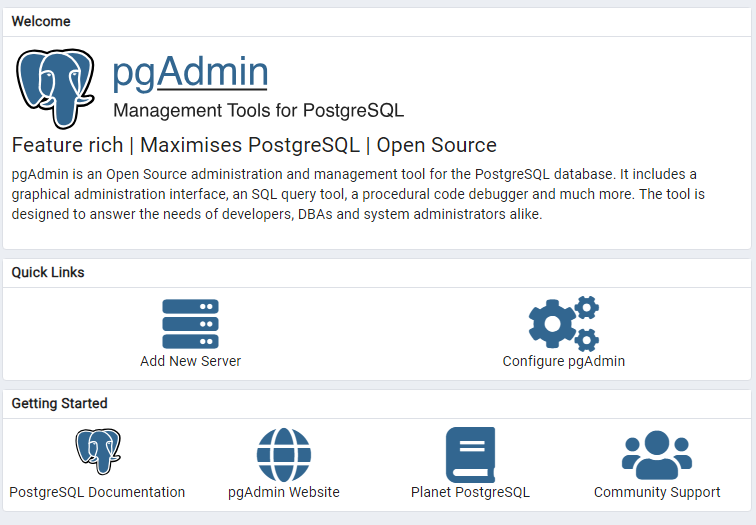 Welcome
pgAdmin
Management Tools for PostgreSQL
Feature rich | Maximises PostgreSQL | Open Source
pgAdmin is an Open Source administration and management tool for the PostgreSQL database. It includes a
graphical administration interface, an SQL query tool, a procedural code debugger and much more. The tool is
designed to answer the needs of developers, DBAs and system administrators alike.
Quick Links
Add New Server
Configure pgAdmin
Getting Started
PostgreSQL Documentation
pgAdmin Website
Planet PostgreSQL
Community Support